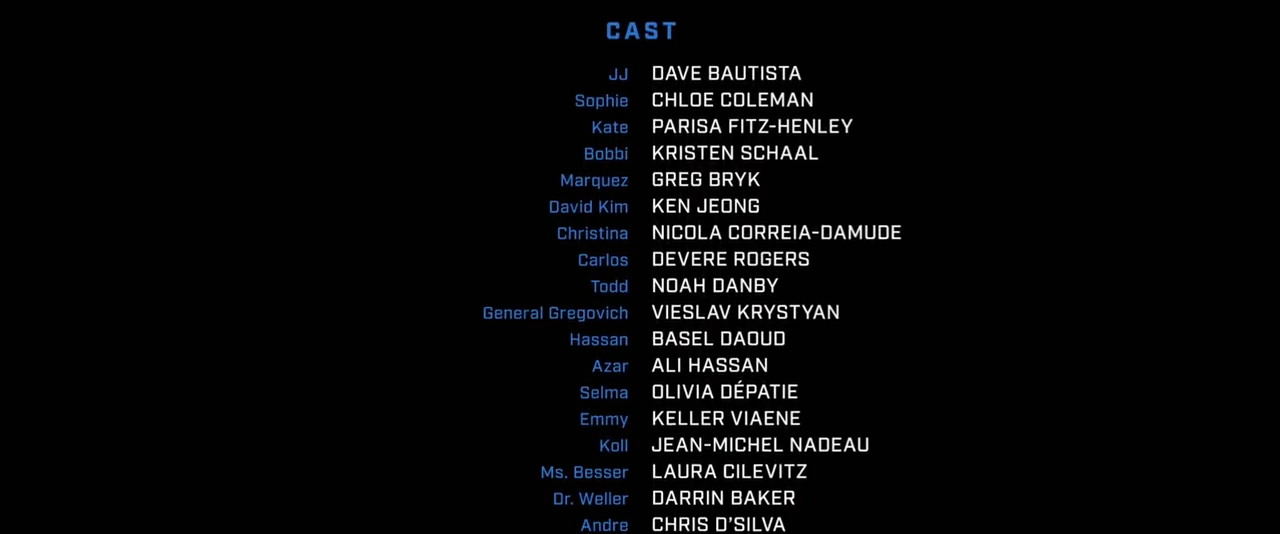 CAST
JJ DAVE BAUTISTA
Sophie CHLOE COLEMAN
Kate PARISA FITZ-HENLEY
Bobbi KRISTEN SCHAAL
Marquez GREG BRYK
David Kim KEN JEONG
Christina NICOLA CORREIA-DAMUDE
Carlos DEVERE ROGERS
Todd NOAH DANBY
General Gregovich VIESLAV KRYSTYAN
Hassan BASEL DAOUD
Azar ALI HASSAN
Selma OLIVIA DÉPATIE
Emmy KELLER VIAENE
Koll JEAN-MICHEL NADEAU
Ms. Besser LAURA CILEVITZ
Dr. Weller DARRIN BAKER
Andre CHRIS D’SILVA